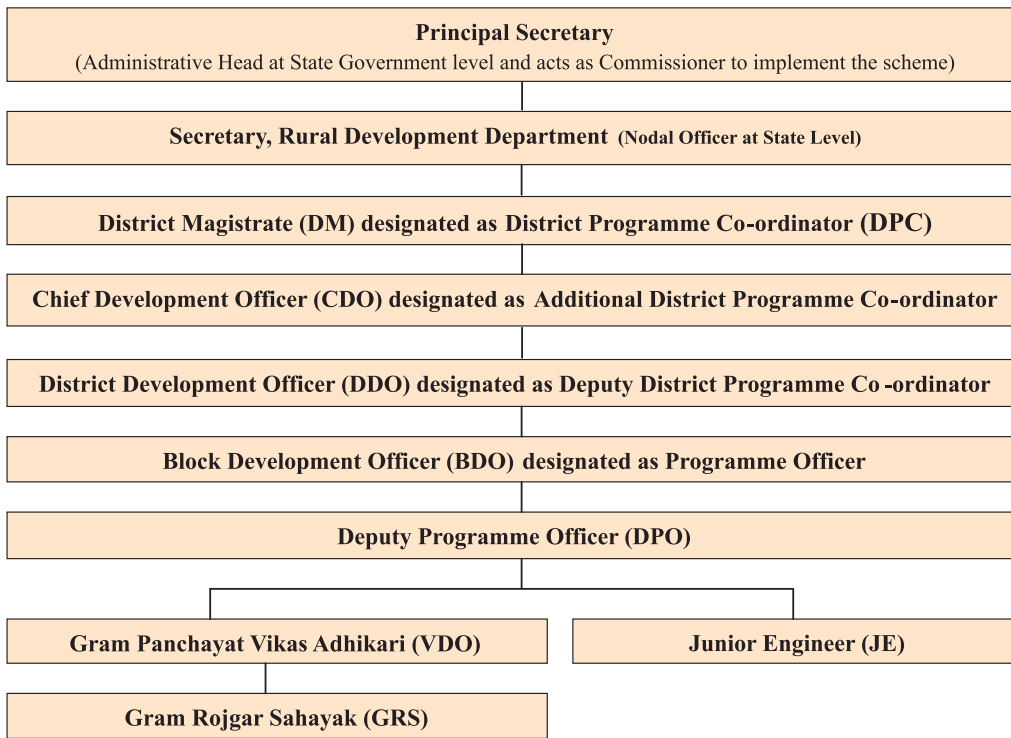 Principal Secretary
(Administrative Head at State Government level and acts as Commissioner to implement the scheme)
Secretary, Rural Development Department (Nodal Officer at State Level)
District Magistrate (DM) designated as District Programme Co-ordinator (DPC)
Chief Development Officer (CDO) designated as Additional District Programme Co-ordinator
District Development Officer (DDO) designated as Deputy District Programme Co-ordinator
Block Development Officer (BDO) designated as Programme Officer
Deputy Programme Officer (DPO)
Gram Panchayat Vikas Adhikari (VDO)
Junior Engineer (JE)
Gram Rojgar Sahayak (GRS)